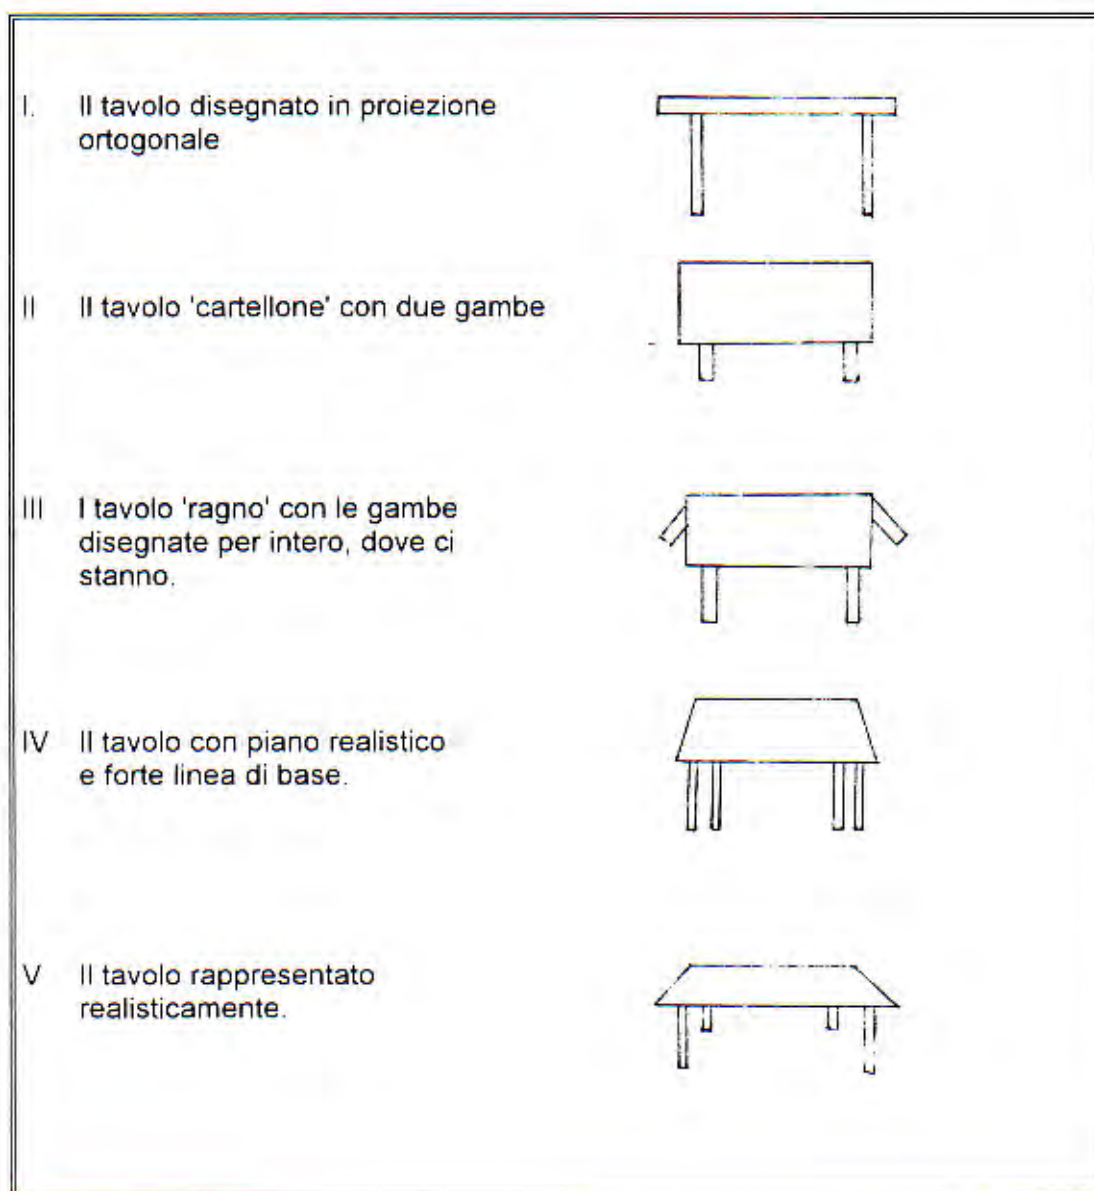 I. Il tavolo disegnato in proiezione
ortogonale
II Il tavolo 'cartellone' con due gambe
III I tavolo 'ragno' con le gambe
disegnate per intero, dove ci
stanno.
IV Il tavolo con piano realistico
e forte linea di base.
V Il tavolo rappresentato
realisticamente.